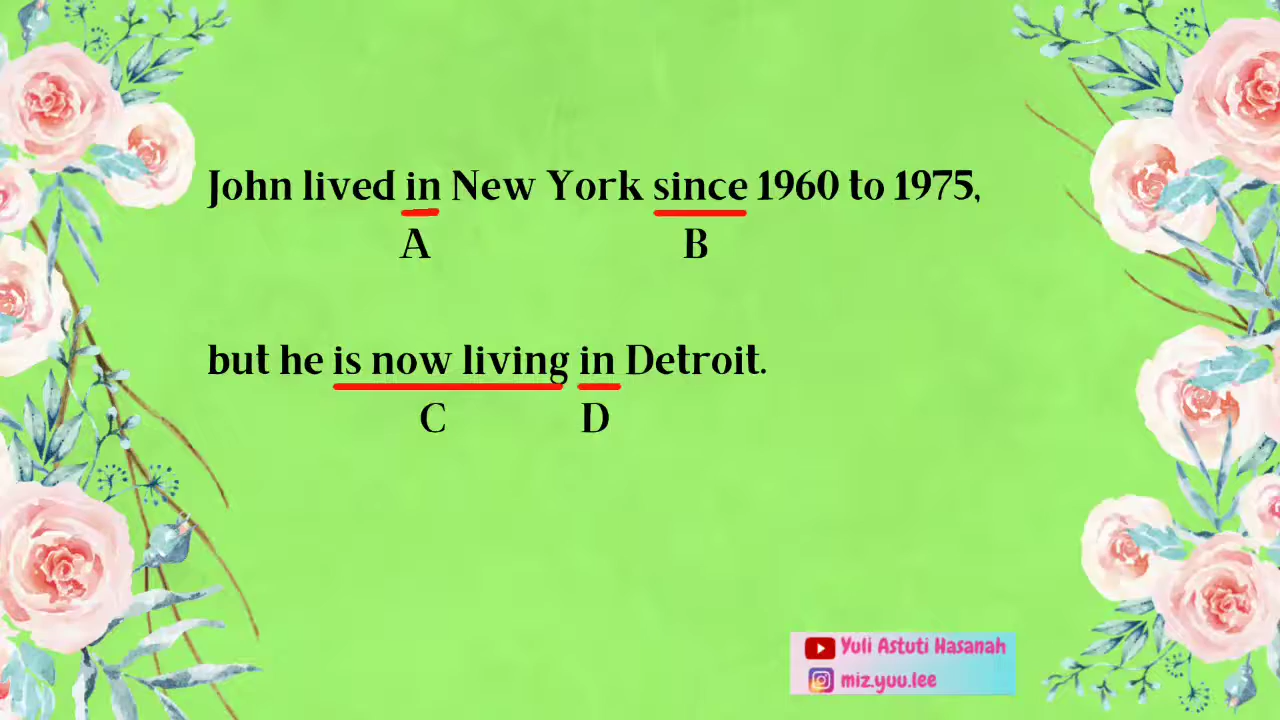 John lived in New York since 1960 to 1975,
A B
but he is now living in Detroit.
C D
Yuli Astuti Hasanah
miz.yuu.lee